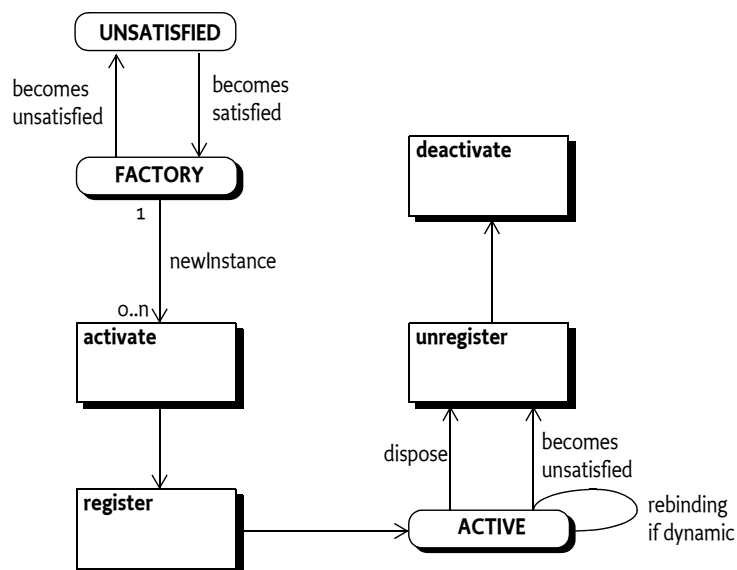 UNSATISFIED
becomes
unsatisfied
becomes
satisfied
FACTORY
1
newInstance
0..n
activate
register
deactivate
unregister
dispose
becomes
unsatisfied
ACTIVE
rebinding
if dynamic